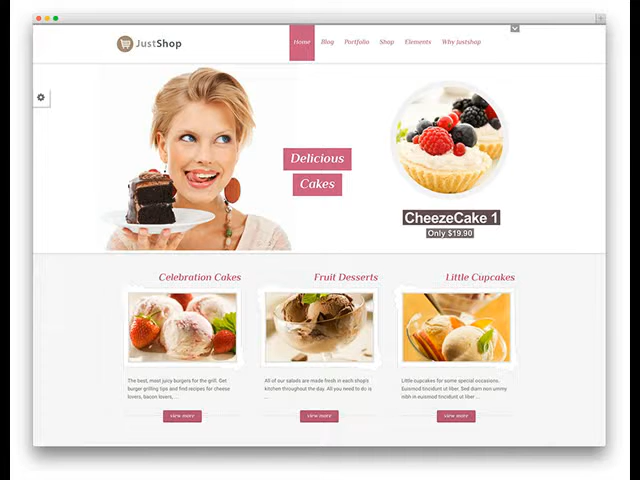 JustShop
Home Blog Portfolio Shop Elements Why Justshop
Delicious
Cakes
CheezeCake 1
Only $19.90
Celebration Cakes
Fruit Desserts
Little Cupcakes
The best, most juicy borgers for the grill. Get
burger grilling tips and find recipes for cheese
lovers, bacon lovers, ...
All of our salads are made fresh in each shop's
kitchen throughout the day. All you need to do is
...
Little cupcakes for some special occasions.
Euismod tincidunt ut liber. Sed diam non ummy
nibh in euismod tincidunt ut liber ...
view more
view more
view more